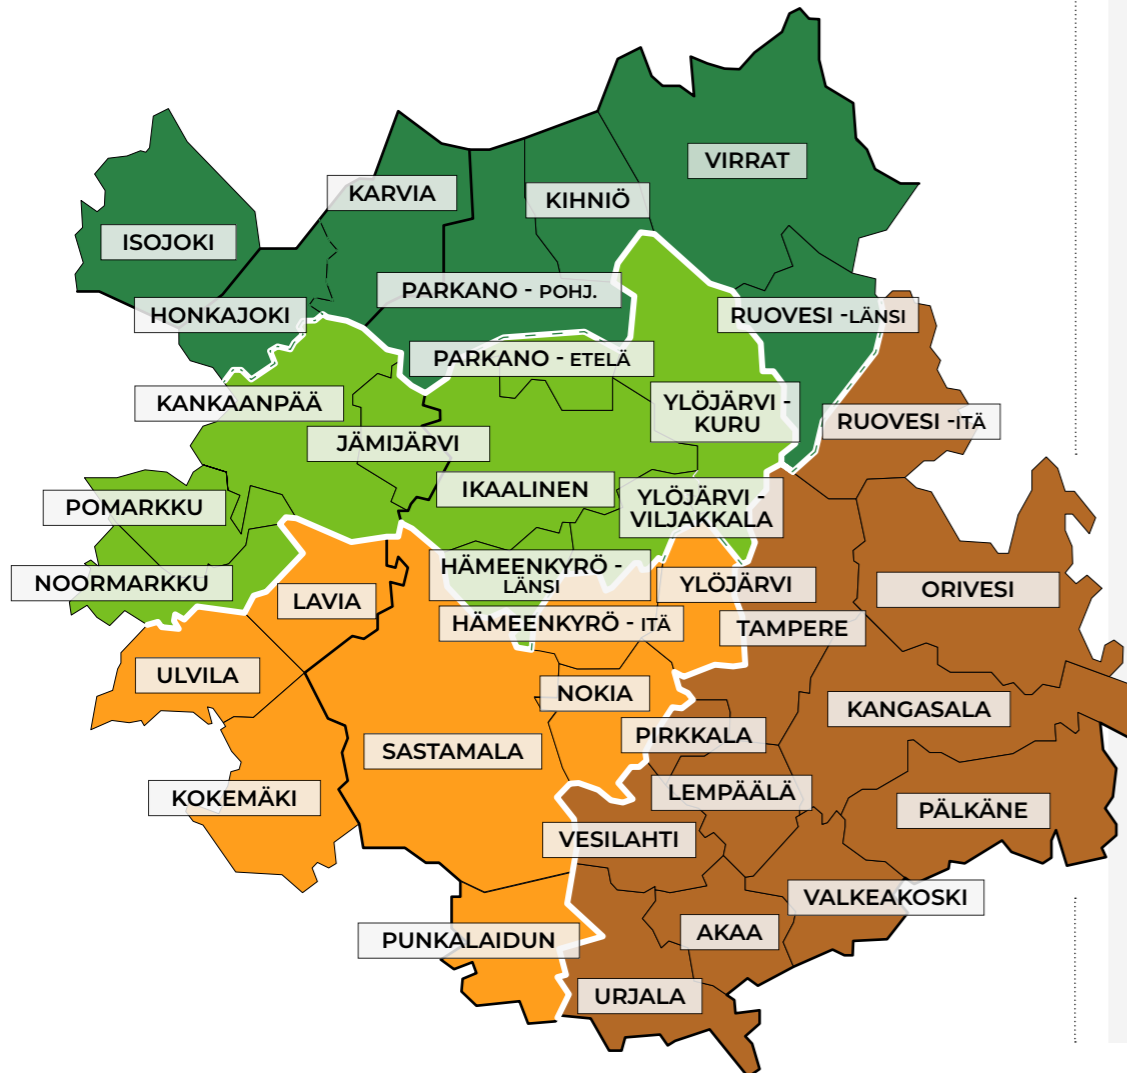 VIRRAT
KARVIA
KIHNIÖ
ISOJOKI
PARKANO - POHJ.
HONKAJOKI
RUOVESI -LÄNSI
PARKANO - ETELÄ
KANKAANPÄÄ
YLÖJÄRVI -
KURU
RUOVESI -ITÄ
JÄMIJÄRVI
IKAALINEN
YLÖJÄRVI -
VILJAKKALA
POMARKKU
HÄMEENKYRÖ -
LÄNSI
NOORMARKKU
YLÖJÄRVI
ORIVESI
LAVIA
HÄMEENKYRÖ - ITÄ
TAMPERE
ULVILA
NOKIA
KANGASALA
PIRKKALA
SASTAMALA
LEMPÄÄLÄ
KOKEMÄKI
PÄLKÄNE
VESILAHTI
VALKEAKOSKI
AKAA
PUNKALAIDUN
URJALA